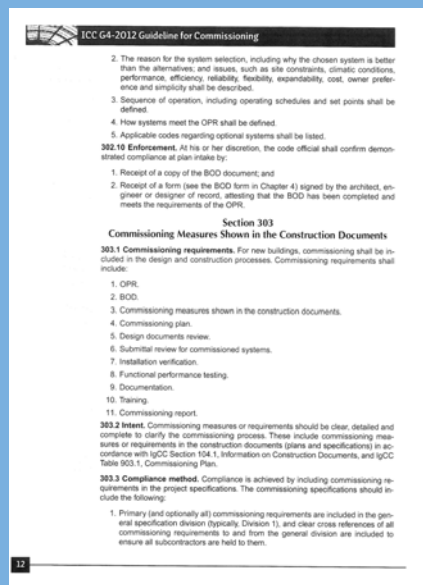 ICC G4-2012 Guideline for Commissioning
2. The reason for the system selection, including why the chosen system is better
than the alternatives; and issues, such as site constraints, climatic conditions,
performance, efficiency, reliability, flexibility, expandability, cost, owner prefer-
ence and simplicity shall be described.
3. Sequence of operation, including operating schedules and set points shall be
defined.
4. How systems meet the OPR shall be defined.
5. Applicable codes regarding optional systems shall be listed.
302.10 Enforcement. At his or her discretion, the code official shall confirm demon-
strated compliance at plan intake by:
1. Receipt of a copy of the BOD document; and
2. Receipt of a form (see the BOD form in Chapter 4) signed by the architect, en-
gineer or designer of record, attesting that the BOD has been completed and
meets the requirements of the OPR.
Section 303
Commissioning Measures Shown in the Construction Documents
303.1 Commissioning requirements. For new buildings, commissioning shall be in-
cluded in the design and construction processes. Commissioning requirements shall
include:
1. OPR.
2. BOD.
3. Commissioning measures shown in the construction documents.
4. Commissioning plan.
5. Design documents review.
6. Submittal review for commissioned systems.
7. Installation verification.
8. Functional performance testing.
9. Documentation.
10. Training.
11. Commissioning report.
303.2 Intent. Commissioning measures or requirements should be clear, detailed and
complete to clarify the commissioning process. These include commissioning mea-
sures or requirements in the construction documents (plans and specifications) in ac-
cordance with IgCC Section 104.1, Information on Construction Documents, and IgCC
Table 903.1, Commissioning Plan.
303.3 Compliance method. Compliance is achieved by including commissioning re-
quirements in the project specifications. The commissioning specifications should in-
clude the following:
1. Primary (and optionally all) commissioning requirements are included in the gen-
eral specification division (typically, Division 1), and clear cross references of all
commissioning requirements to and from the general division are included to
ensure all subcontractors are held to them.
12